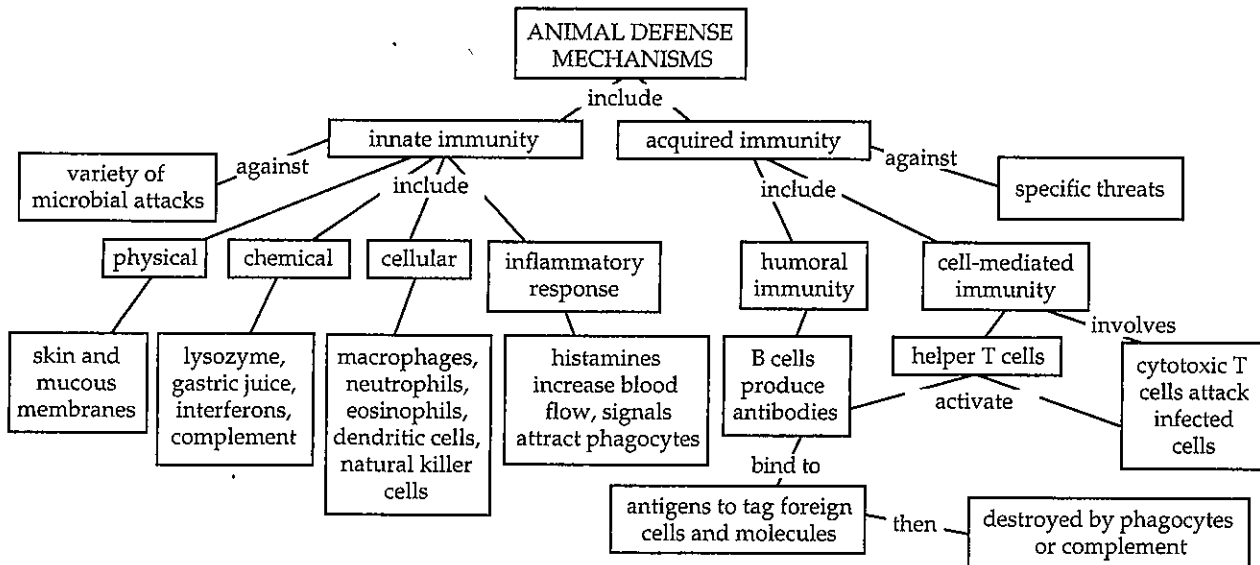 ANIMAL DEFENSE
MECHANISMS
include
innate immunity
acquired immunity
against
variety of
microbial attacks
include
include
against
specific threats
physical
chemical
cellular
inflammatory
response
humoral
immunity
cell-mediated
immunity
skin and
mucous
membranes
lysozyme,
gastric juice,
interferons,
complement
macrophages,
neutrophils,
eosinophils,
dendritic cells,
natural killer
cells
histamines
increase blood
flow, signals
attract phagocytes
B cells
produce
antibodies
helper T cells
involves
activate
cytotoxic T
cells attack
infected
cells
bind to
antigens to tag foreign
cells and molecules
then
destroyed by phagocytes
or complement